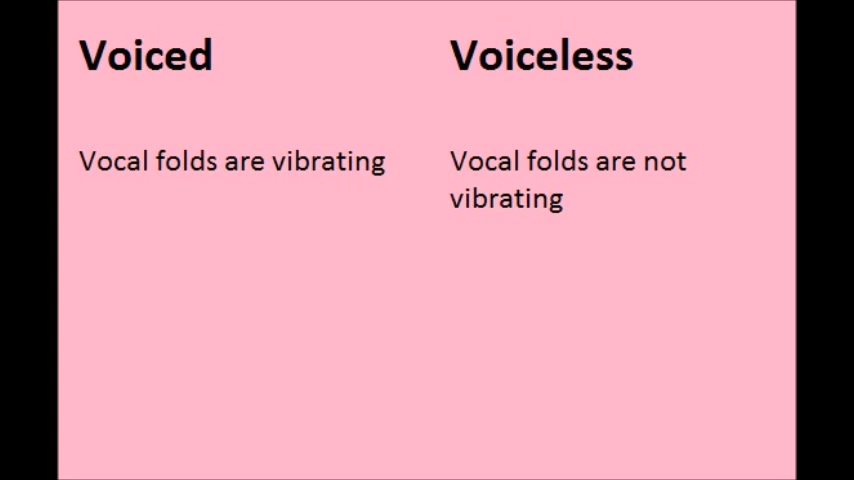 Voiced
Vocal folds are vibrating
Voiceless
Vocal folds are not
vibrating